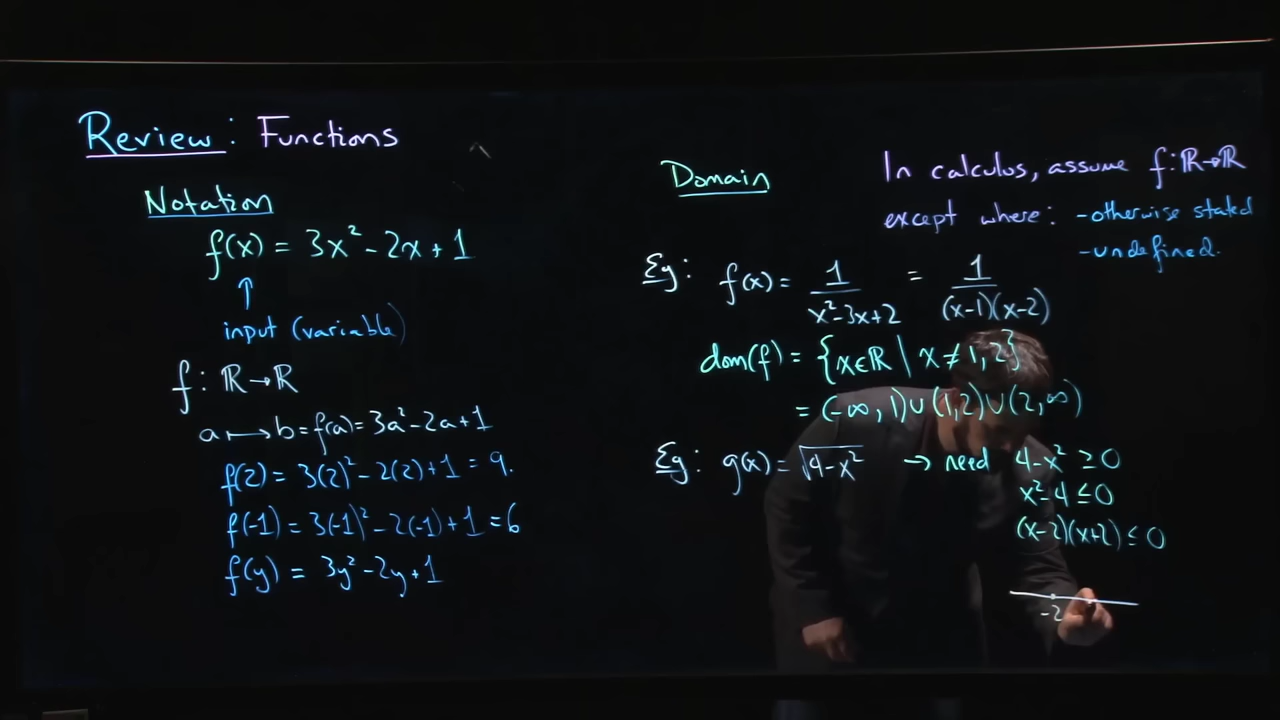 Review: Functions
Notation
f(x) = 3x² - 2x + 1
↑
input (variable)
f: ℝ→ℝ
a ↦ b = f(a) = 3a² - 2a + 1
f(2) = 3(2)² - 2(2) + 1 = 9.
f(-1) = 3(-1)² - 2(-1) + 1 = 6
f(y) = 3y² - 2y + 1
Domain
In calculus, assume f: ℝ→ℝ
except where: - otherwise stated
- undefined.
Eg: f(x) = 1/(x²-3x+2) = 1/((x-1)(x-2))
dom(f) = {x∈ℝ | x ≠ 1, 2}
= (-∞, 1)∪(1,2)∪(2,∞)
Eg: g(x) = √(4-x²) → need 4-x² ≥ 0
x²-4 ≤ 0
(x-2)(x+2) ≤ 0
-2